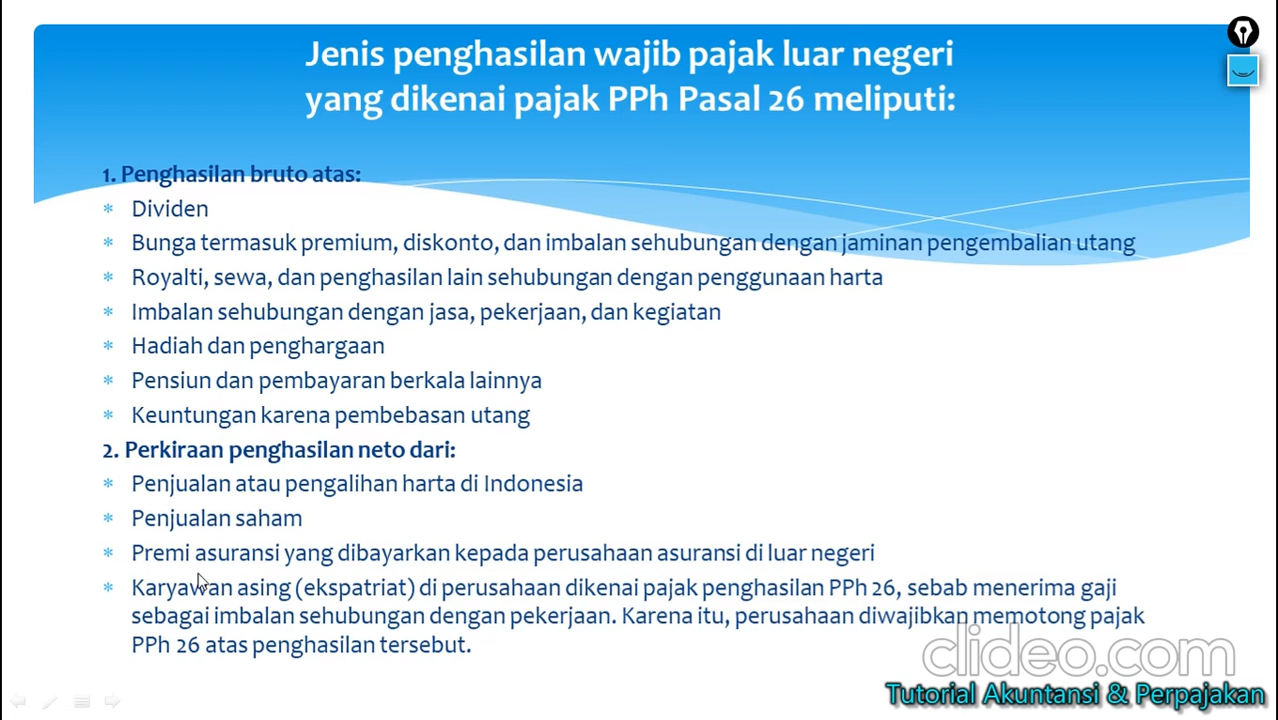 Jenis penghasilan wajib pajak luar negeri
yang dikenai pajak PPh Pasal 26 meliputi:
1. Penghasilan bruto atas:
* Dividen
* Bunga termasuk premium, diskonto, dan imbalan sehubungan dengan jaminan pengembalian utang
* Royalti, sewa, dan penghasilan lain sehubungan dengan penggunaan harta
* Imbalan sehubungan dengan jasa, pekerjaan, dan kegiatan
* Hadiah dan penghargaan
* Pensiun dan pembayaran berkala lainnya
* Keuntungan karena pembebasan utang
2. Perkiraan penghasilan neto dari:
* Penjualan atau pengalihan harta di Indonesia
* Penjualan saham
* Premi asuransi yang dibayarkan kepada perusahaan asuransi di luar negeri
* Karyawan asing (ekspatriat) di perusahaan dikenai pajak penghasilan PPh 26, sebab menerima gaji
sebagai imbalan sehubungan dengan pekerjaan. Karena itu, perusahaan diwajibkan memotong pajak
PPh 26 atas penghasilan tersebut.
clideo.com
Tutorial Akuntansi & Perpajakan